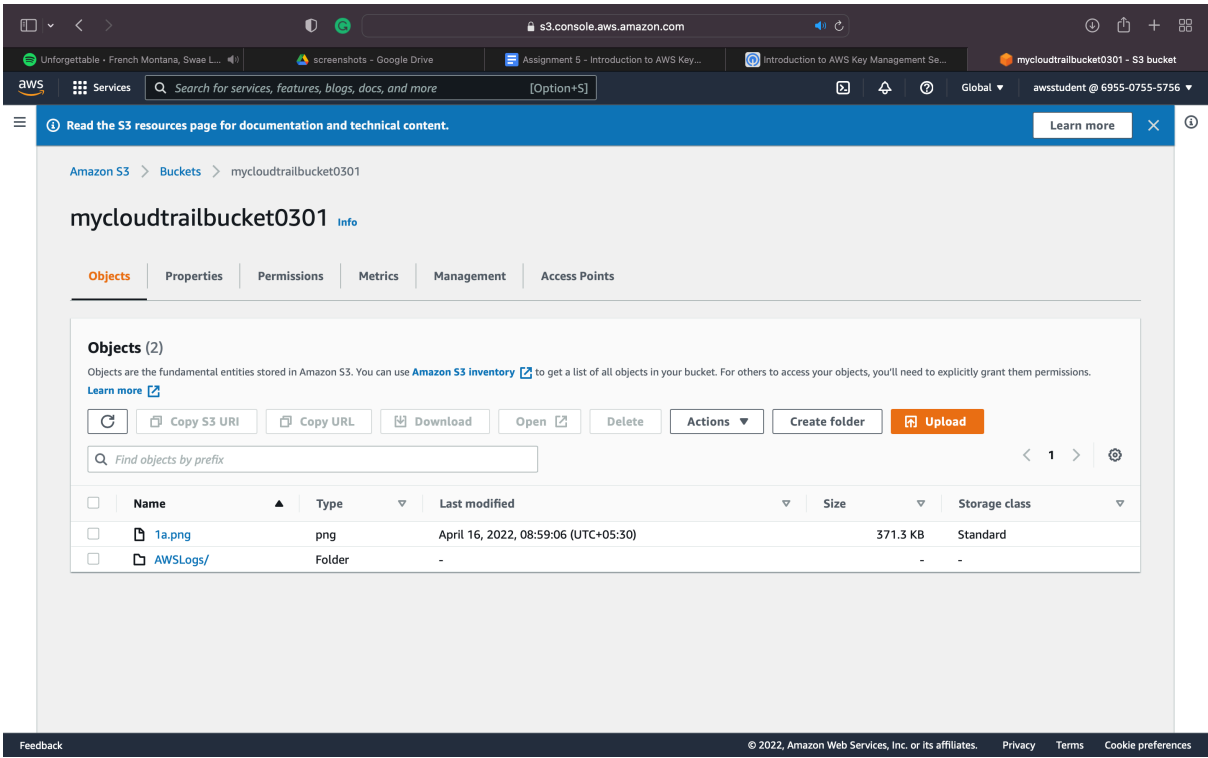 s3.console.aws.amazon.com
Unforgettable • French Montana, Swae L...
screenshots - Google Drive
Assignment 5 - Introduction to AWS Key...
Introduction to AWS Key Management Se...
mycloudtrailbucket0301 - S3 bucket
aws Services Search for services, features, blogs, docs, and more [Option+S] Global ▼ awsstudent @ 6955-0755-5756 ▼
Read the S3 resources page for documentation and technical content. Learn more
Amazon S3 > Buckets > mycloudtrailbucket0301
mycloudtrailbucket0301 Info
Objects Properties Permissions Metrics Management Access Points
Objects (2)
Objects are the fundamental entities stored in Amazon S3. You can use Amazon S3 inventory to get a list of all objects in your bucket. For others to access your objects, you'll need to explicitly grant them permissions.
Learn more
Copy S3 URI Copy URL Download Open Delete Actions ▼ Create folder Upload
Find objects by prefix < 1 >
Name ▲ Type Last modified Size Storage class
1a.png png April 16, 2022, 08:59:06 (UTC+05:30) 371.3 KB Standard
AWSLogs/ Folder - - -
Feedback © 2022, Amazon Web Services, Inc. or its affiliates. Privacy Terms Cookie preferences